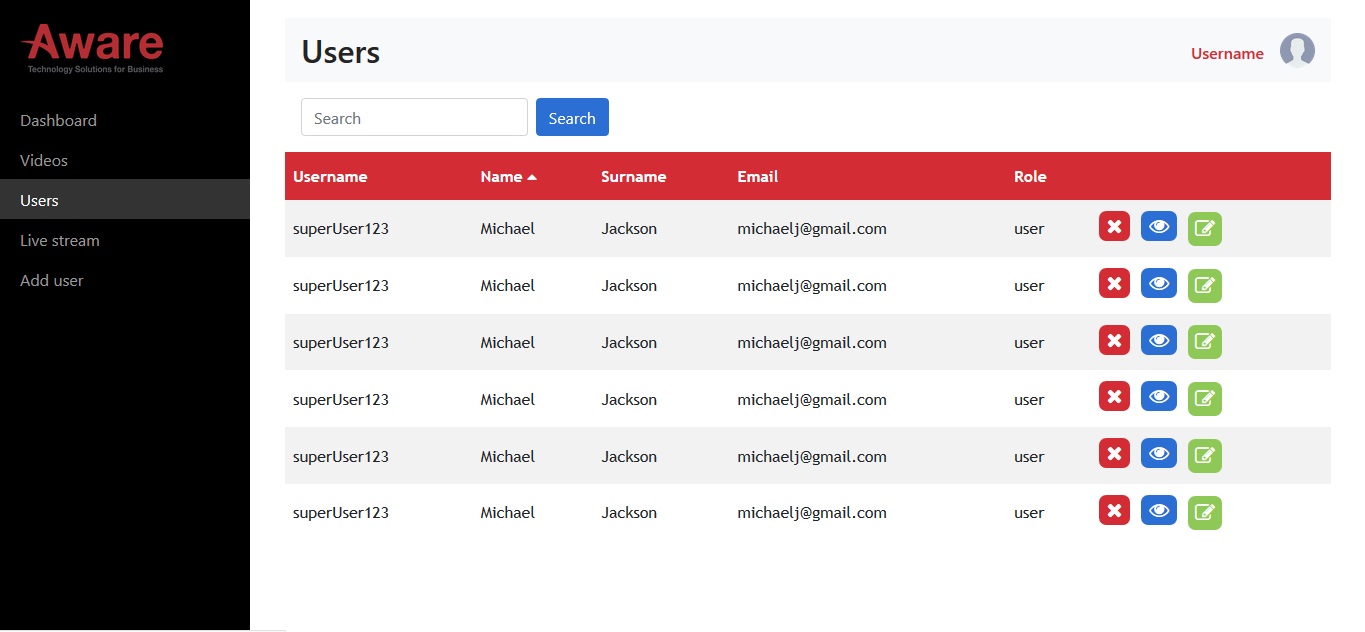 Aware
Technology Solutions for Business
Dashboard
Videos
Users
Live stream
Add user
Users
Username
Search
Search
Username Name Surname Email Role
superUser123 Michael Jackson michaelj@gmail.com user
superUser123 Michael Jackson michaelj@gmail.com user
superUser123 Michael Jackson michaelj@gmail.com user
superUser123 Michael Jackson michaelj@gmail.com user
superUser123 Michael Jackson michaelj@gmail.com user
superUser123 Michael Jackson michaelj@gmail.com user